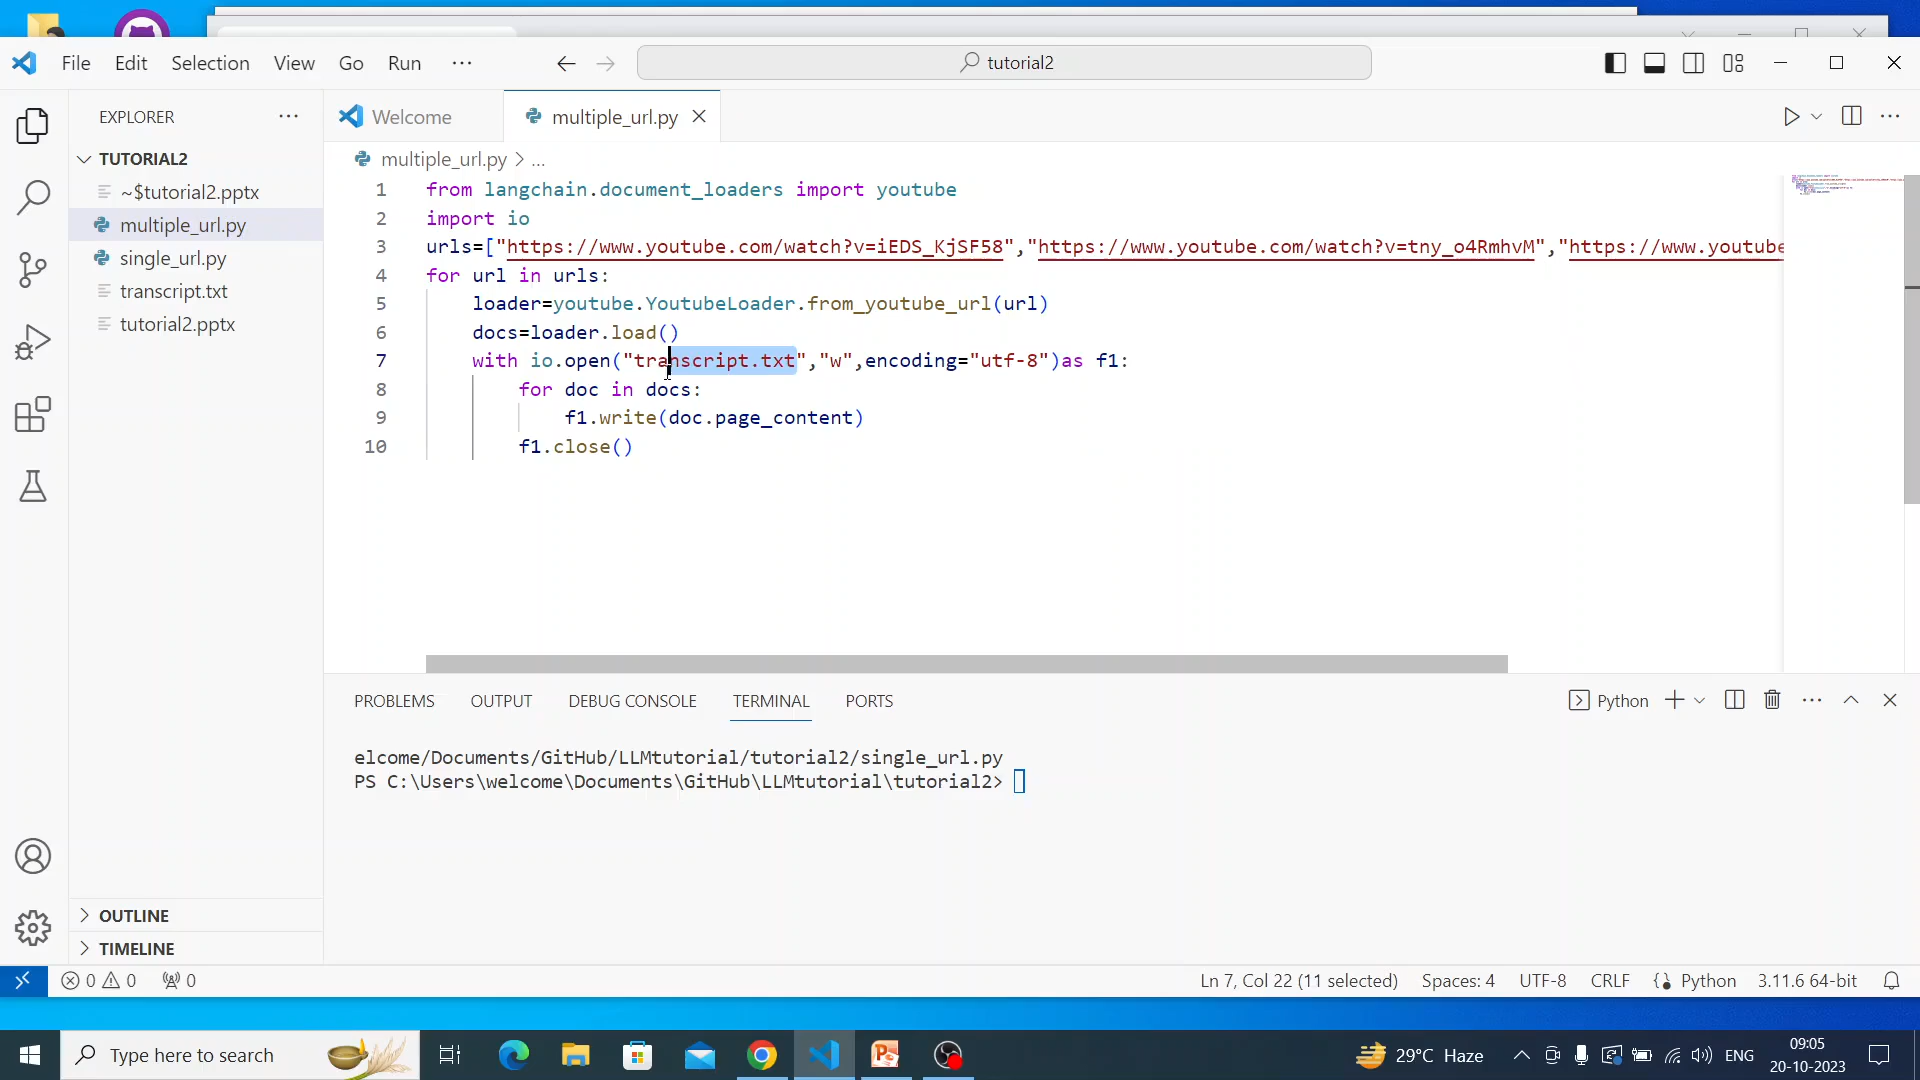 File Edit Selection View Go Run ··· tutorial2
EXPLORER ···
Welcome multiple_url.py
TUTORIAL2
~$tutorial2.pptx
multiple_url.py
single_url.py
transcript.txt
tutorial2.pptx
OUTLINE
TIMELINE
multiple_url.py > ...
1 from langchain.document_loaders import youtube
2 import io
3 urls=["https://www.youtube.com/watch?v=iEDS_KjSF58","https://www.youtube.com/watch?v=tny_o4RmhvM","https://www.youtube
4 for url in urls:
5 loader=youtube.YoutubeLoader.from_youtube_url(url)
6 docs=loader.load()
7 with io.open("transcript.txt","w",encoding="utf-8")as f1:
8 for doc in docs:
9 f1.write(doc.page_content)
10 f1.close()
PROBLEMS OUTPUT DEBUG CONSOLE TERMINAL PORTS
Python
elcome/Documents/GitHub/LLMtutorial/tutorial2/single_url.py
PS C:\Users\welcome\Documents\GitHub\LLMtutorial\tutorial2>
0 0 0
Ln 7, Col 22 (11 selected) Spaces: 4 UTF-8 CRLF Python 3.11.6 64-bit
Type here to search
29°C Haze
ENG
09:05
20-10-2023